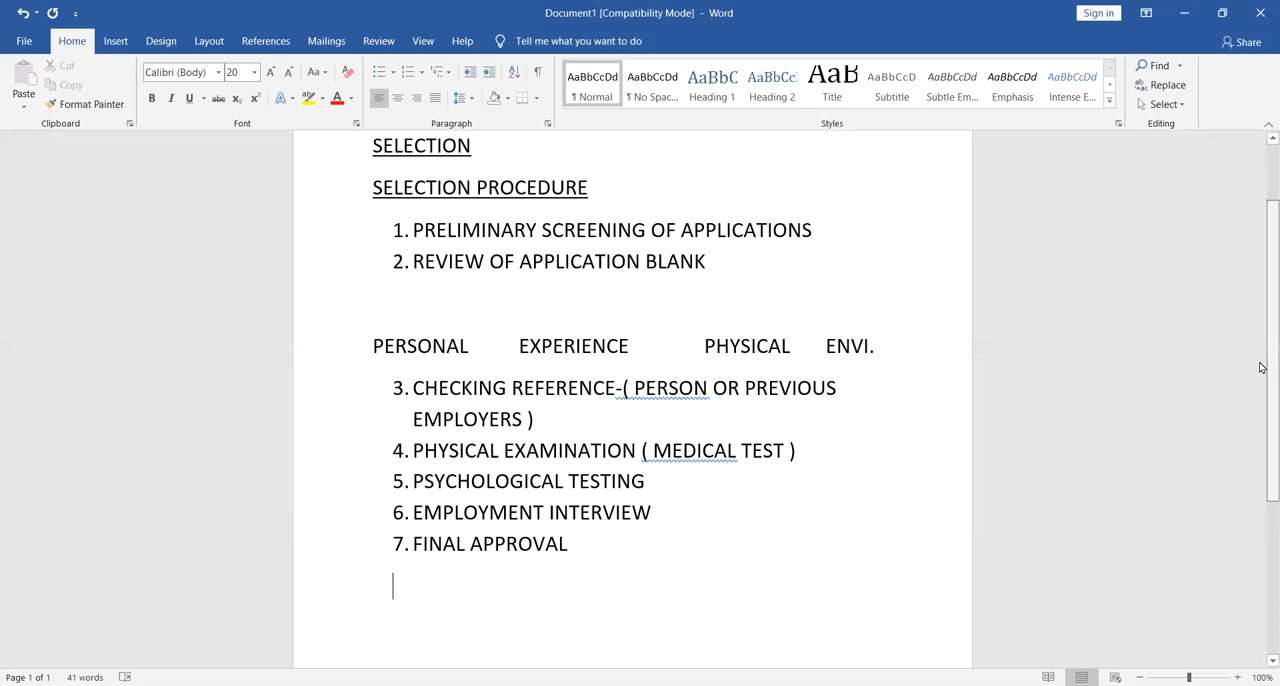 Document1 [Compatibility Mode] - Word
Sign in
File Home Insert Design Layout References Mailings Review View Help Tell me what you want to do Share
Paste Cut Copy Format Painter Clipboard
Calibri (Body) 20 Aa B I U abc X2 X2 A A Font
Paragraph
AaBbCcDd AaBbCcDd AaBbC AaBbCc AaB AaBbCcD AaBbCcDd AaBbCcDd AaBbCcDd
¶ Normal ¶ No Spac... Heading 1 Heading 2 Title Subtitle Subtle Em... Emphasis Intense E...
Styles
Find
Replace
Select
Editing
SELECTION
SELECTION PROCEDURE
1. PRELIMINARY SCREENING OF APPLICATIONS
2. REVIEW OF APPLICATION BLANK
PERSONAL EXPERIENCE PHYSICAL ENVI.
3. CHECKING REFERENCE-( PERSON OR PREVIOUS
EMPLOYERS )
4. PHYSICAL EXAMINATION ( MEDICAL TEST )
5. PSYCHOLOGICAL TESTING
6. EMPLOYMENT INTERVIEW
7. FINAL APPROVAL
Page 1 of 1 41 words 100%